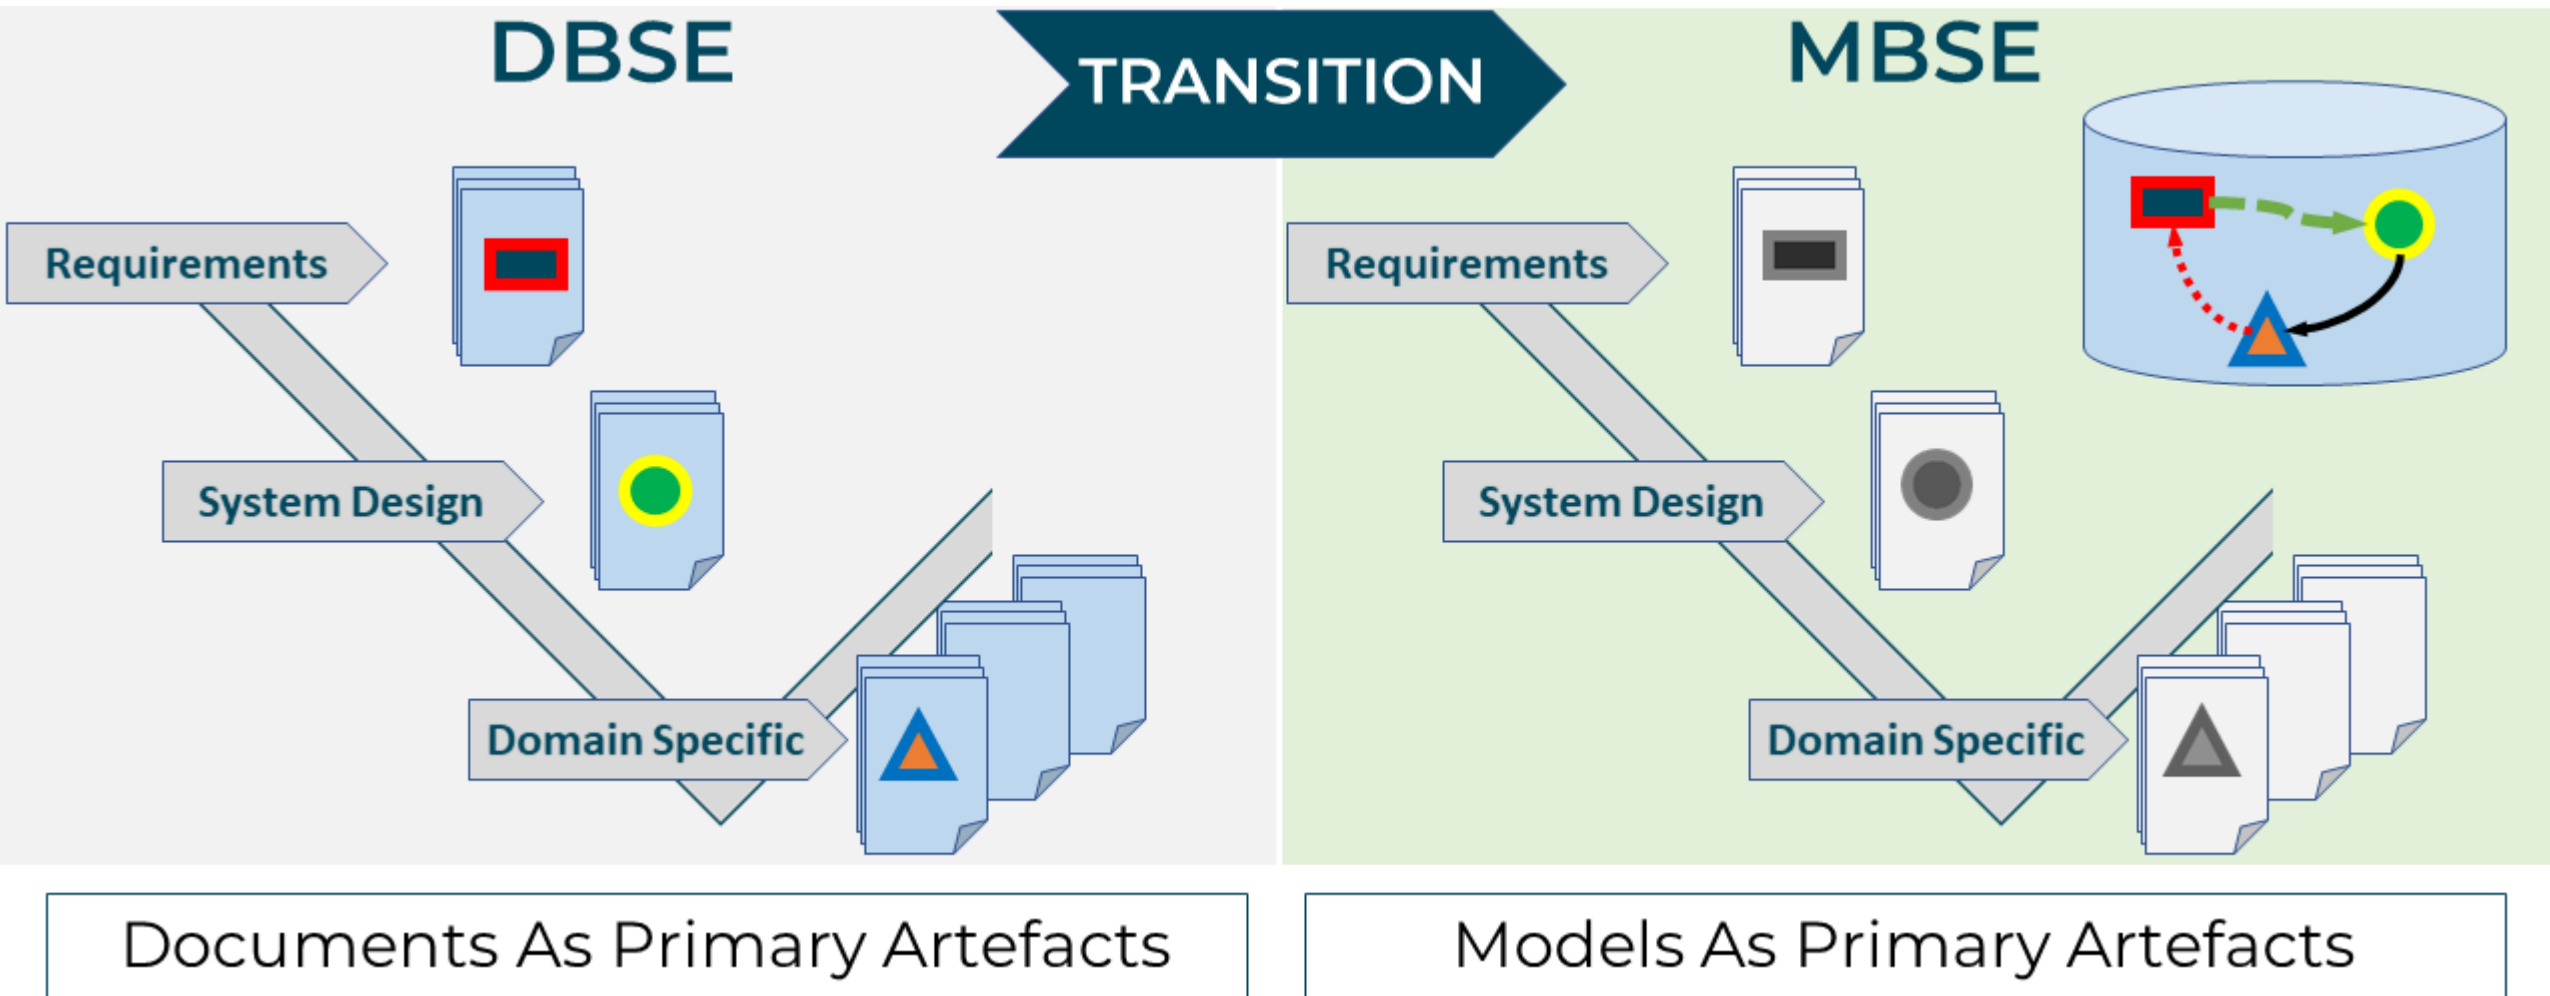 DBSE
TRANSITION
MBSE
Requirements
System Design
Domain Specific
Requirements
System Design
Domain Specific
Documents As Primary Artefacts
Models As Primary Artefacts